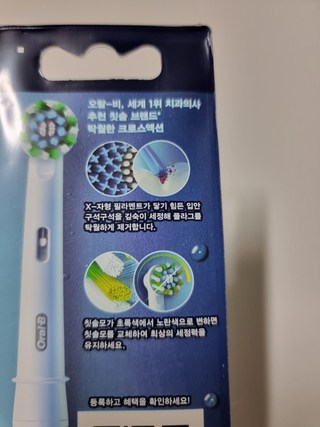 오랄-비, 세계 1위 치과의사
추천 칫솔 브랜드*
탁월한 크로스액션
X-자형 필라멘트가 닿기 힘든 입안
구석구석을 깊숙이 세정해 플라그를
탁월하게 제거합니다.
칫솔모가 초록색에서 노란색으로 변하면
칫솔모를 교체하여 최상의 세정력을
유지하세요.
Oral-B
등록하고 혜택을 확인하세요!